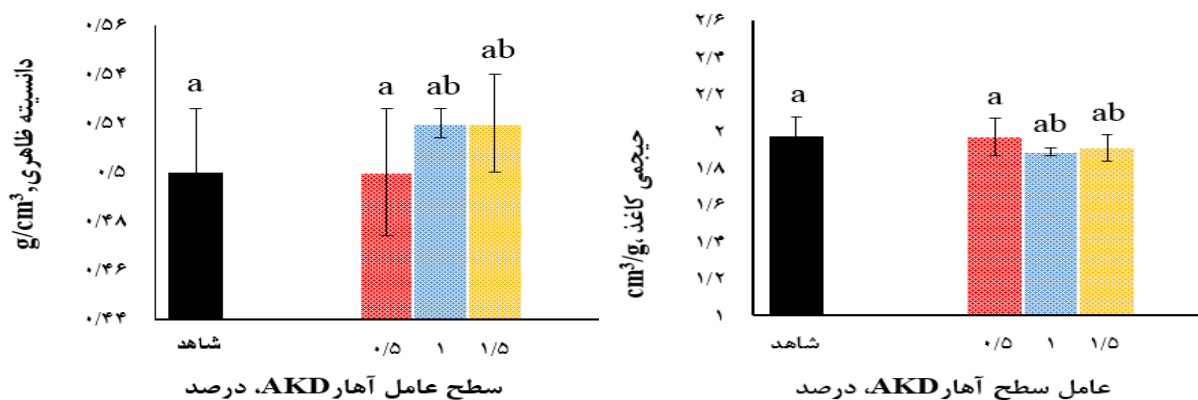 دانسیته ظاهری، g/cm³
۰/۵۶
۰/۵۴
۰/۵۲
۰/۵
۰/۴۸
۰/۴۶
۰/۴۴
a
a
ab
ab
شاهد
۰/۵
۱
۱/۵
سطح عامل آهار AKD، درصد
حیجمی کاغذ، cm³/g
۲/۶
۲/۴
۲/۲
۲
۱/۸
۱/۶
۱/۴
۱/۲
۱
a
a
ab
ab
شاهد
۰/۵
۱
۱/۵
عامل سطح آهار AKD، درصد